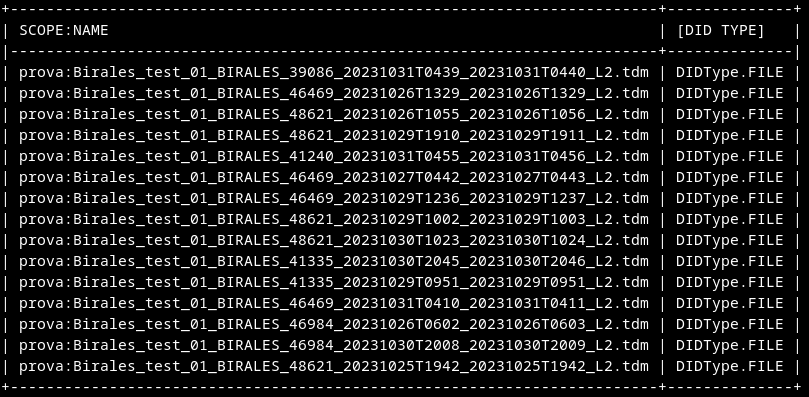 +------------------------------------------------------------------------+--------------+
| SCOPE:NAME                                                             | [DID TYPE]   |
|------------------------------------------------------------------------+--------------|
| prova:Birales_test_01_BIRALES_39086_20231031T0439_20231031T0440_L2.tdm | DIDType.FILE |
| prova:Birales_test_01_BIRALES_46469_20231026T1329_20231026T1329_L2.tdm | DIDType.FILE |
| prova:Birales_test_01_BIRALES_48621_20231026T1055_20231026T1056_L2.tdm | DIDType.FILE |
| prova:Birales_test_01_BIRALES_48621_20231029T1910_20231029T1911_L2.tdm | DIDType.FILE |
| prova:Birales_test_01_BIRALES_41240_20231031T0455_20231031T0456_L2.tdm | DIDType.FILE |
| prova:Birales_test_01_BIRALES_46469_20231027T0442_20231027T0443_L2.tdm | DIDType.FILE |
| prova:Birales_test_01_BIRALES_46469_20231029T1236_20231029T1237_L2.tdm | DIDType.FILE |
| prova:Birales_test_01_BIRALES_48621_20231029T1002_20231029T1003_L2.tdm | DIDType.FILE |
| prova:Birales_test_01_BIRALES_48621_20231030T1023_20231030T1024_L2.tdm | DIDType.FILE |
| prova:Birales_test_01_BIRALES_41335_20231030T2045_20231030T2046_L2.tdm | DIDType.FILE |
| prova:Birales_test_01_BIRALES_41335_20231029T0951_20231029T0951_L2.tdm | DIDType.FILE |
| prova:Birales_test_01_BIRALES_46469_20231031T0410_20231031T0411_L2.tdm | DIDType.FILE |
| prova:Birales_test_01_BIRALES_46984_20231026T0602_20231026T0603_L2.tdm | DIDType.FILE |
| prova:Birales_test_01_BIRALES_46984_20231030T2008_20231030T2009_L2.tdm | DIDType.FILE |
| prova:Birales_test_01_BIRALES_48621_20231025T1942_20231025T1942_L2.tdm | DIDType.FILE |
+------------------------------------------------------------------------+--------------+